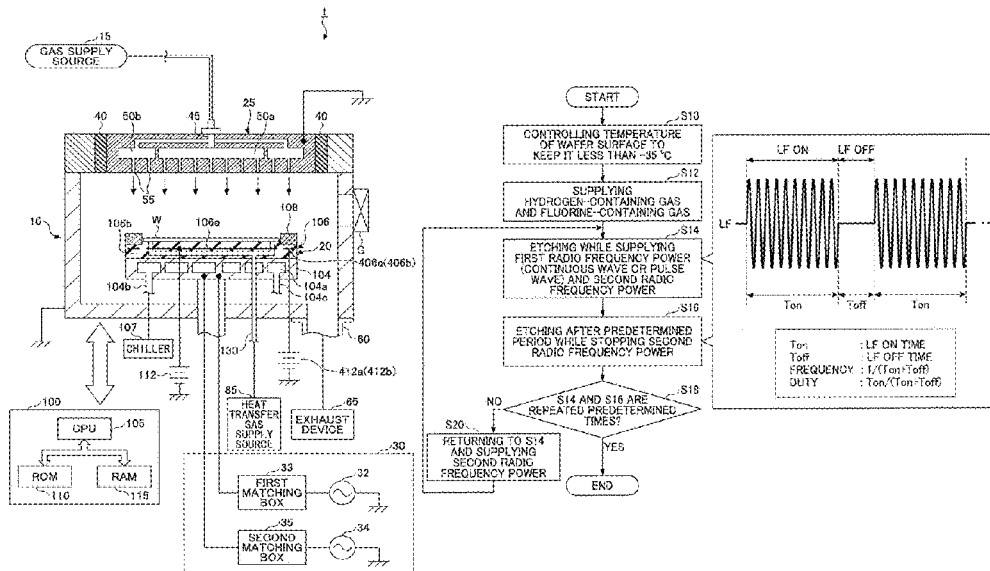 1
15
GAS SUPPLY
SOURCE
40
50b
45
25
50a
40
55
10
106b
W
106a
108
106
20
G
406a(406b)
104
104b
104a
104c
60
107
CHILLER
112
130
412a(412b)
85
HEAT
TRANSFER
GAS
SUPPLY
SOURCE
65
EXHAUST
DEVICE
100
CPU
105
ROM
RAM
110
115
30
33
FIRST
MATCHING
BOX
32
35
SECOND
MATCHING
BOX
34
START
S10
CONTROLLING TEMPERATURE
OF WAFER SURFACE TO
KEEP IT LESS THAN -35 °C
S12
SUPPLYING
HYDROGEN-CONTAINING GAS
AND FLUORINE-CONTAINING GAS
S14
ETCHING WHILE SUPPLYING
FIRST RADIO FREQUENCY POWER
(CONTINUOUS WAVE OR PULSE
WAVE) AND SECOND RADIO
FREQUENCY POWER
S16
ETCHING AFTER PREDETERMINED
PERIOD WHILE STOPPING SECOND
RADIO FREQUENCY POWER
S18
S14 AND S16 ARE
REPEATED PREDETERMINED
TIMES?
NO
YES
S20
RETURNING TO S14
AND SUPPLYING
SECOND RADIO
FREQUENCY POWER
END
LF ON
LF OFF
LF
Ton
Toff
Ton
Ton : LF ON TIME
Toff : LF OFF TIME
FREQUENCY : 1/(Ton+Toff)
DUTY : Ton/(Ton+Toff)